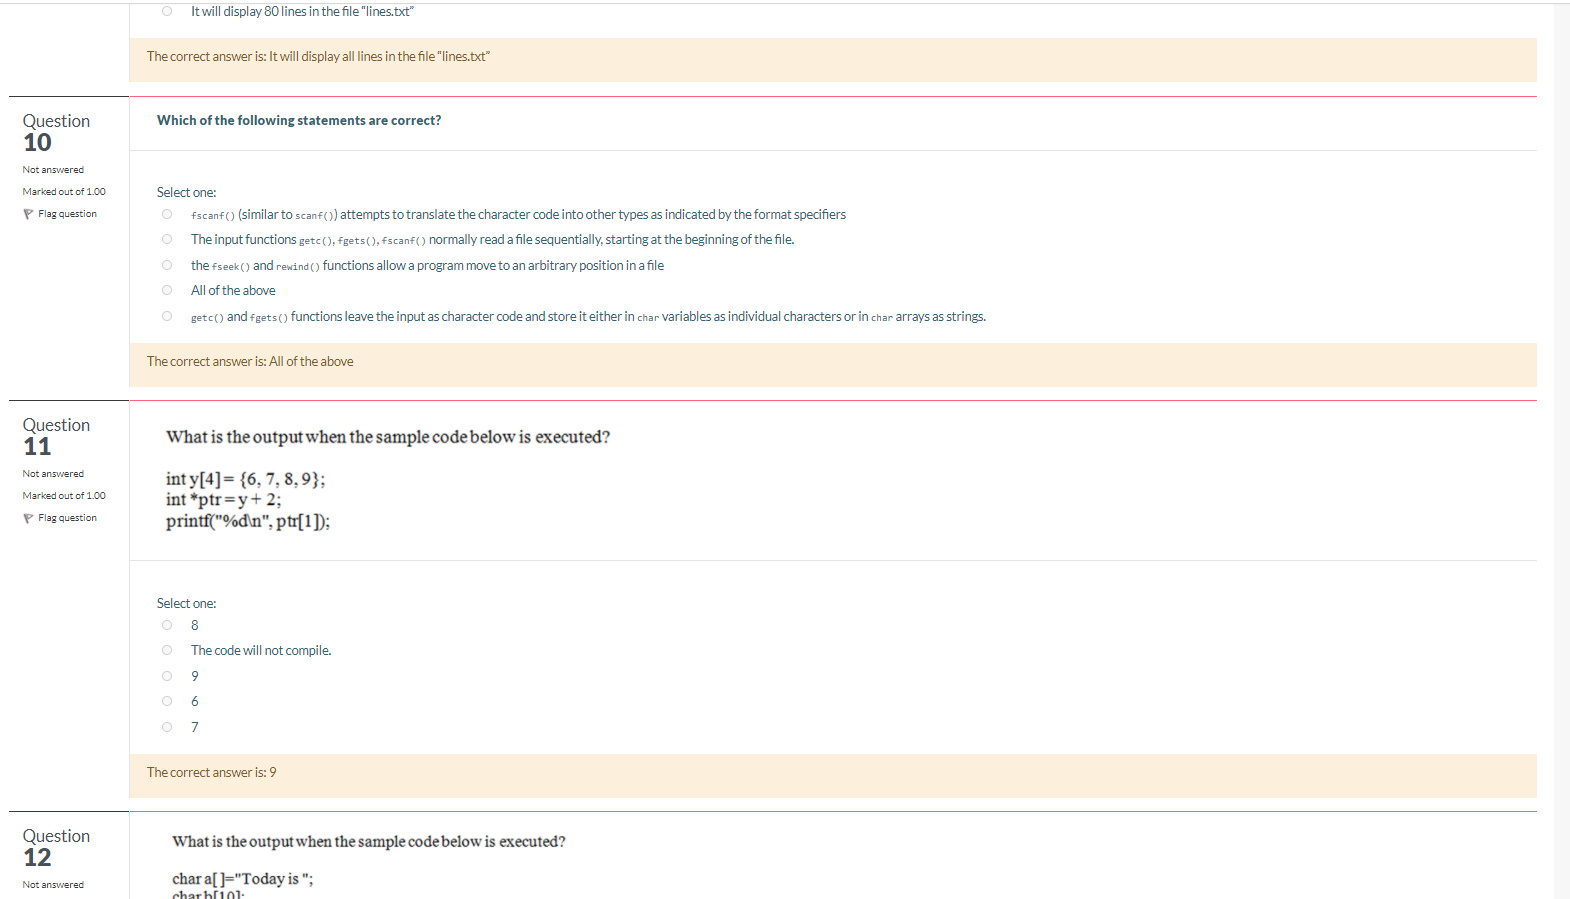 It will display 80 lines in the file "lines.txt"
The correct answer is: It will display all lines in the file "lines.txt"
Question
10
Not answered
Marked out of 1.00
Flag question
Which of the following statements are correct?
Select one:
fscanf() (similar to scanf()) attempts to translate the character code into other types as indicated by the format specifiers
The input functions getc(), fgets(), fscanf() normally read a file sequentially, starting at the beginning of the file.
the fseek() and rewind() functions allow a program move to an arbitrary position in a file
All of the above
getc() and fgets() functions leave the input as character code and store it either in char variables as individual characters or in char arrays as strings.
The correct answer is: All of the above
Question
11
Not answered
Marked out of 1.00
Flag question
What is the output when the sample code below is executed?
int y[4]= {6, 7, 8, 9};
int *ptr = y + 2;
printf("%d\n", ptr[1]);
Select one:
8
The code will not compile.
9
6
7
The correct answer is: 9
Question
12
Not answered
What is the output when the sample code below is executed?
char a[ ]="Today is ";
char b[10];